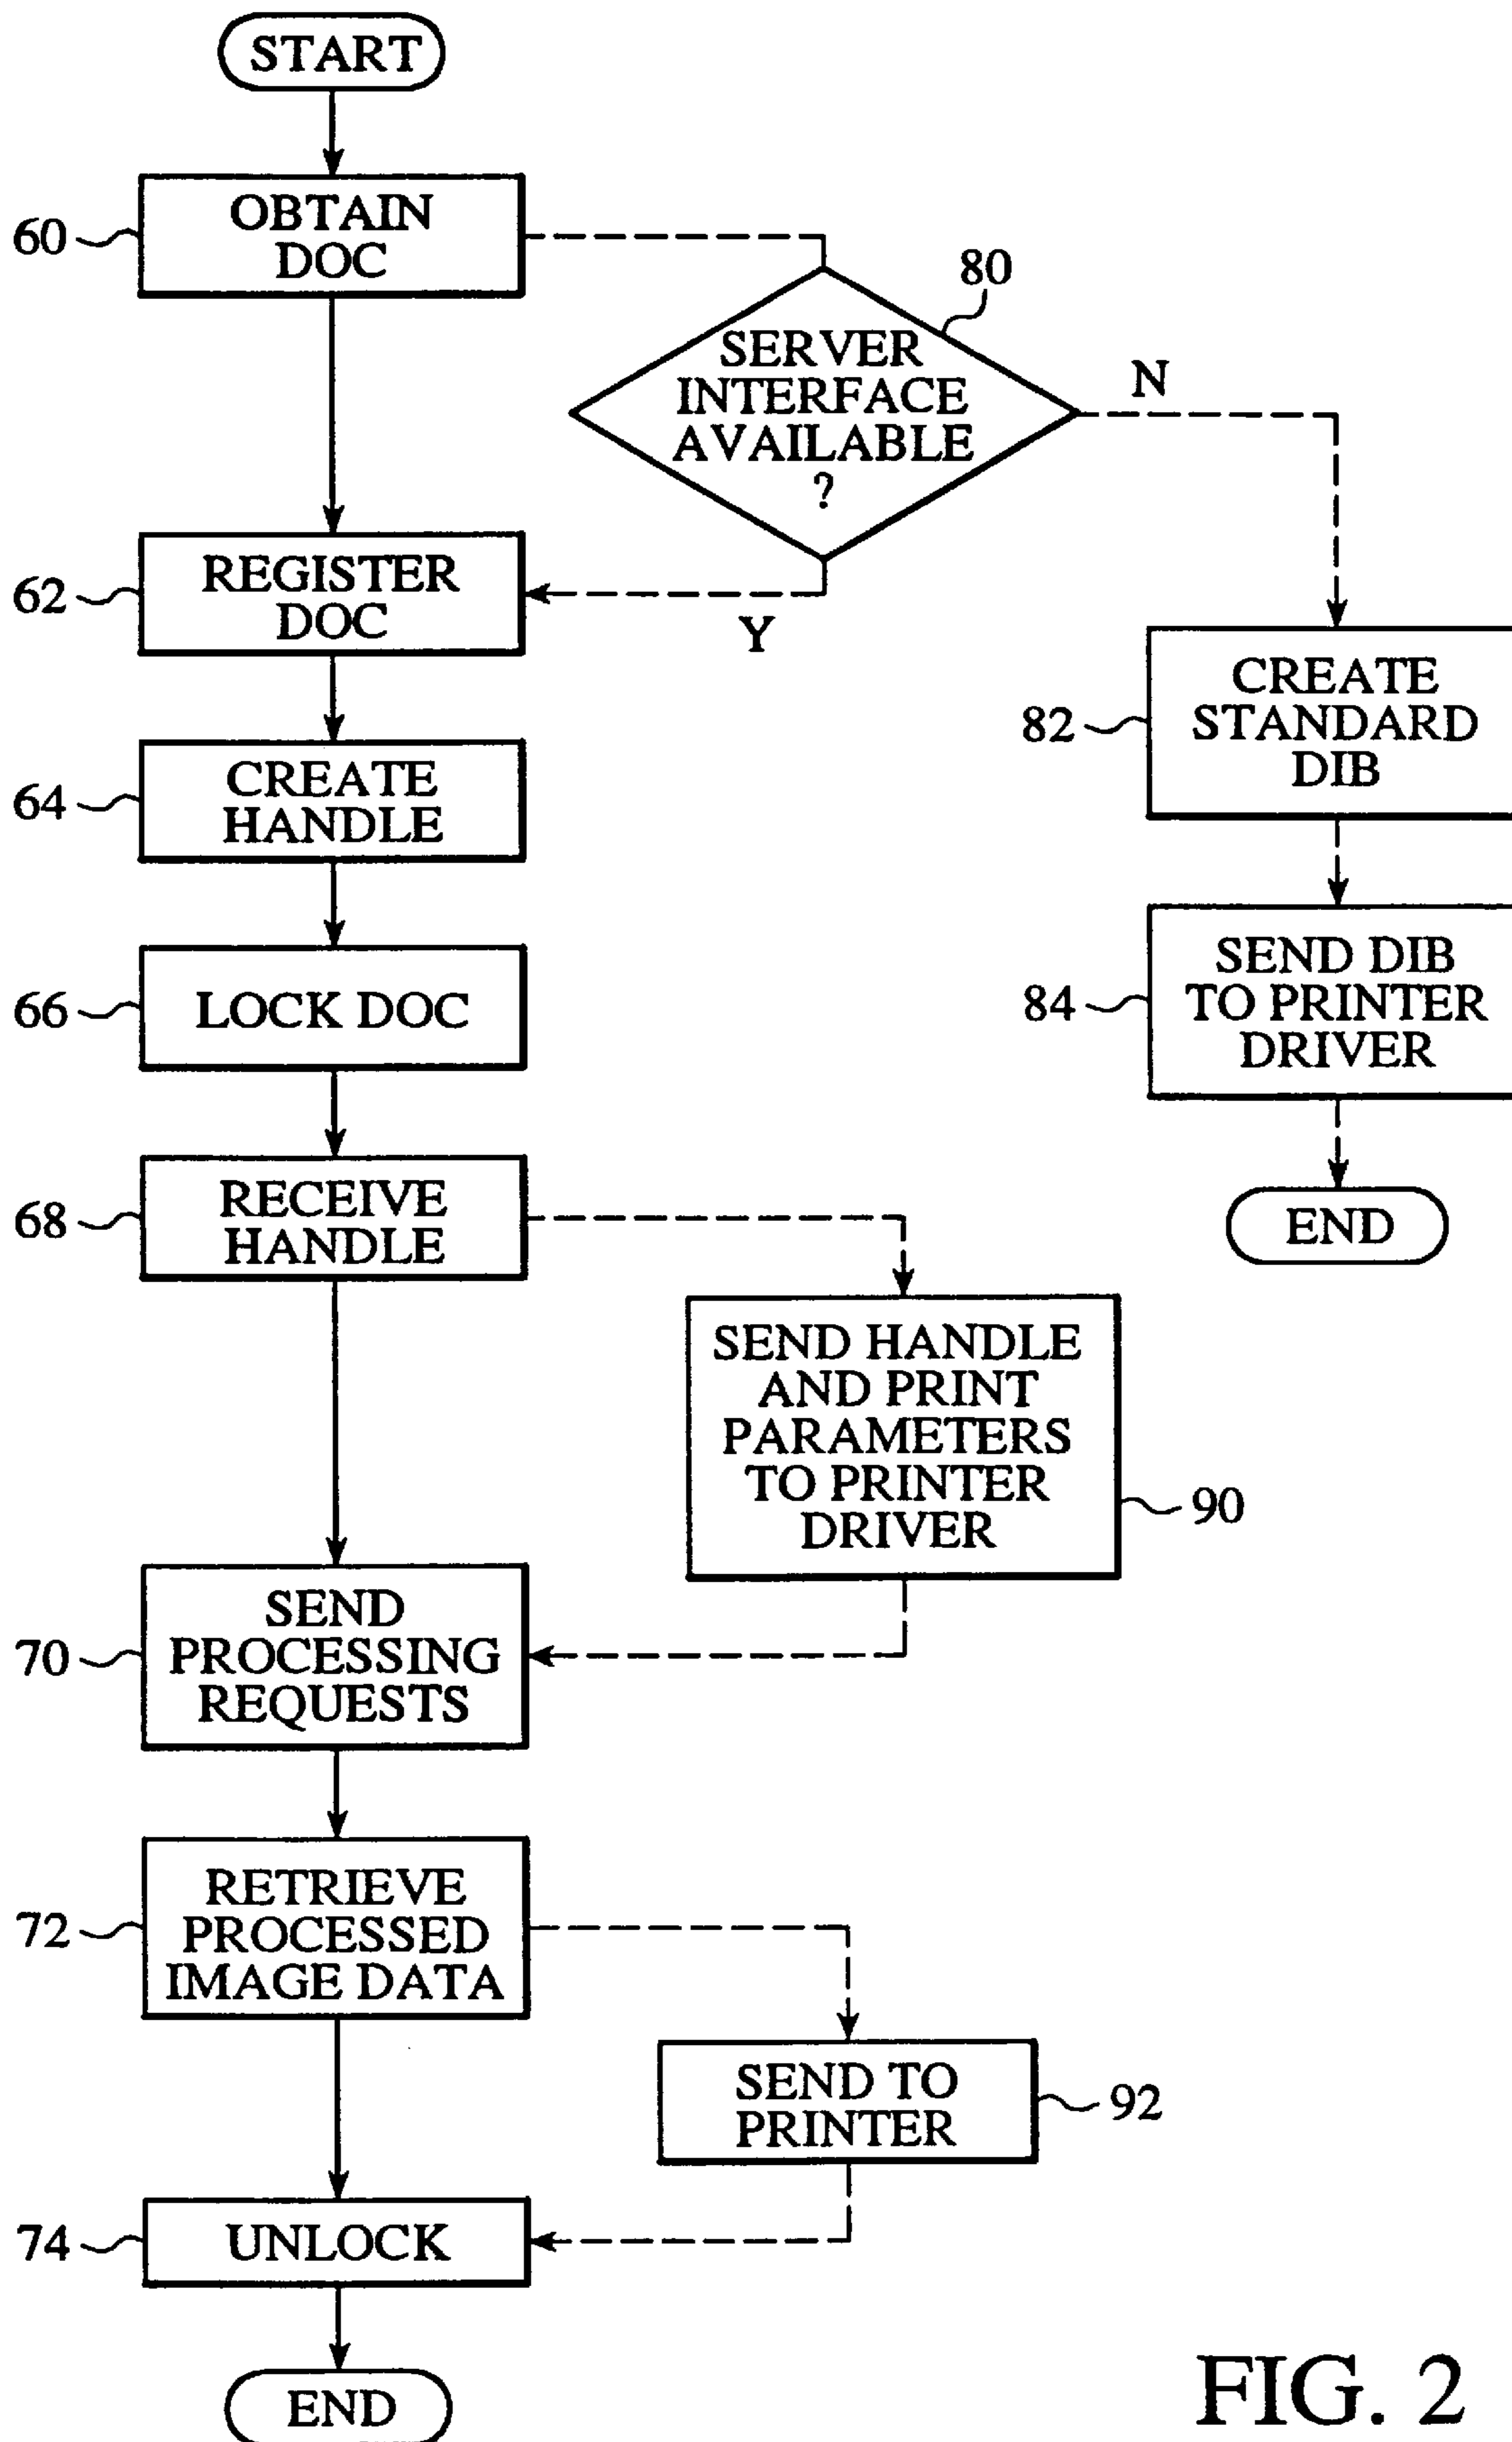 START
OBTAIN
DOC
60
80
SERVER
INTERFACE
AVAILABLE
?
N
Y
REGISTER
DOC
62
CREATE
STANDARD
DIB
82
CREATE
HANDLE
64
SEND DIB
TO PRINTER
DRIVER
84
LOCK DOC
66
RECEIVE
HANDLE
68
END
SEND HANDLE
AND PRINT
PARAMETERS
TO PRINTER
DRIVER
90
SEND
PROCESSING
REQUESTS
70
RETRIEVE
PROCESSED
IMAGE DATA
72
SEND TO
PRINTER
92
UNLOCK
74
END
FIG. 2